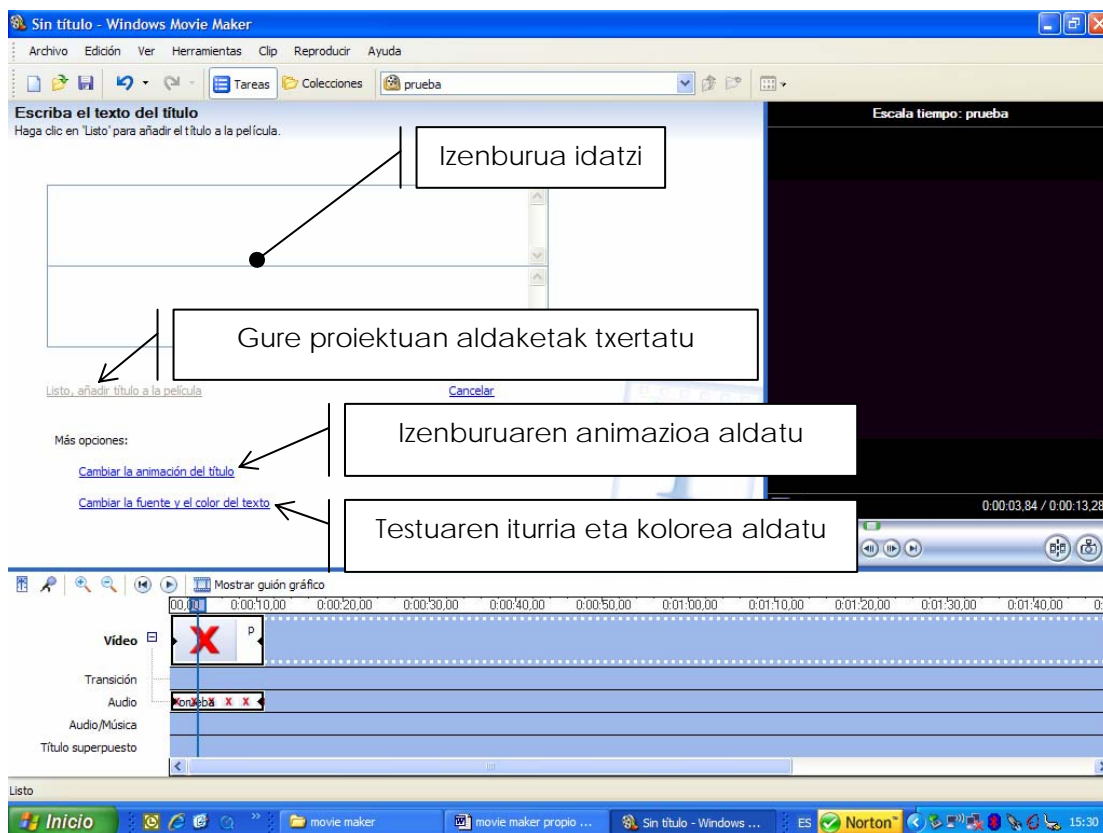 Sin título - Windows Movie Maker
Archivo Edición Ver Herramientas Clip Reproducir Ayuda
Tareas Colecciones prueba
Escriba el texto del título
Haga clic en 'Listo' para añadir el título a la película.
Escala tiempo: prueba
Izenburua idatzi
Gure proiektuan aldaketak txertatu
Listo, añadir título a la película Cancelar
Izenburuaren animazioa aldatu
Más opciones:
Cambiar la animación del título
Cambiar la fuente y el color del texto
0:00:03,84 / 0:00:13,28
Testuaren iturria eta kolorea aldatu
Mostrar guión gráfico
0:00:10,00 0:00:20,00 0:00:30,00 0:00:40,00 0:00:50,00 0:01:00,00 0:01:10,00 0:01:20,00 0:01:30,00 0:01:40,00
Vídeo P
Transición
Audio
Audio/Música
Título superpuesto
Listo
Inicio movie maker movie maker propio ... Sin título - Windows ... ES Norton™ 15:30